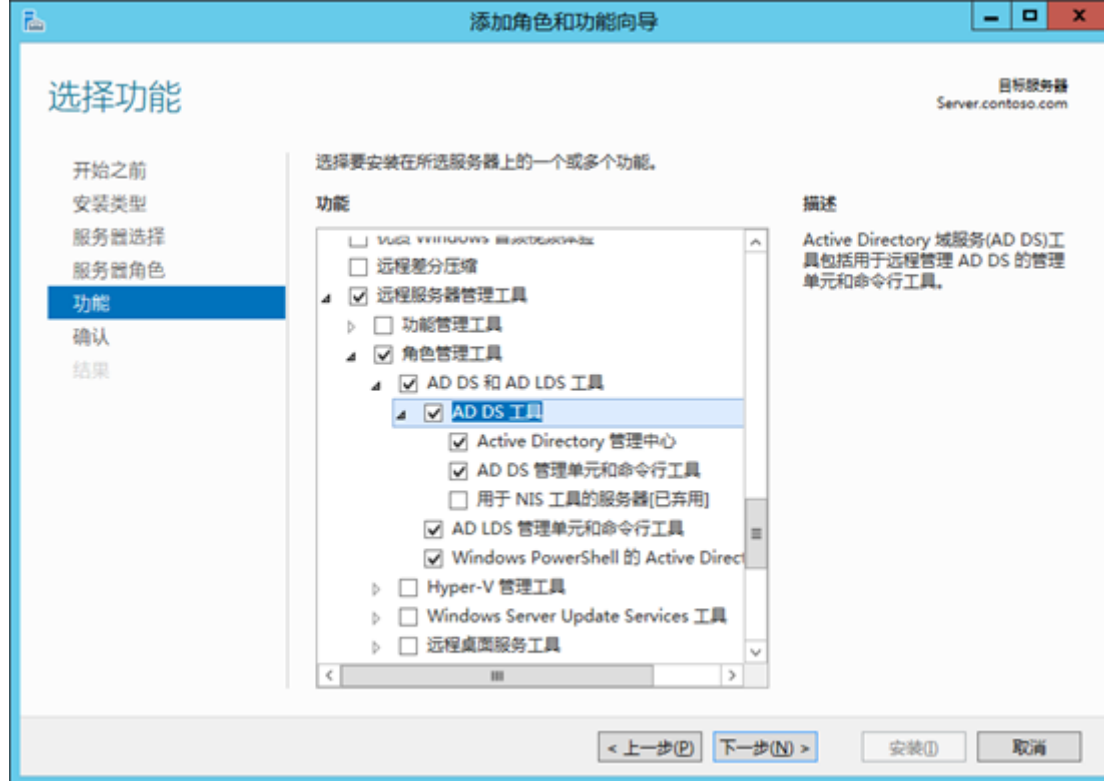 添加角色和功能向导
选择功能
目标服务器
Server.contoso.com
开始之前
安装类型
服务器选择
服务器角色
功能
确认
结果
选择要安装在所选服务器上的一个或多个功能。
功能
优质 Windows 音频视频体验
远程差分压缩
远程服务器管理工具
功能管理工具
角色管理工具
AD DS 和 AD LDS 工具
AD DS 工具
Active Directory 管理中心
AD DS 管理单元和命令行工具
用于 NIS 工具的服务器[已弃用]
AD LDS 管理单元和命令行工具
Windows PowerShell 的 Active Direct
Hyper-V 管理工具
Windows Server Update Services 工具
远程桌面服务工具
描述
Active Directory 域服务(AD DS)工
具包括用于远程管理 AD DS 的管理
单元和命令行工具。
< 上一步(P)
下一步(N) >
安装(I)
取消